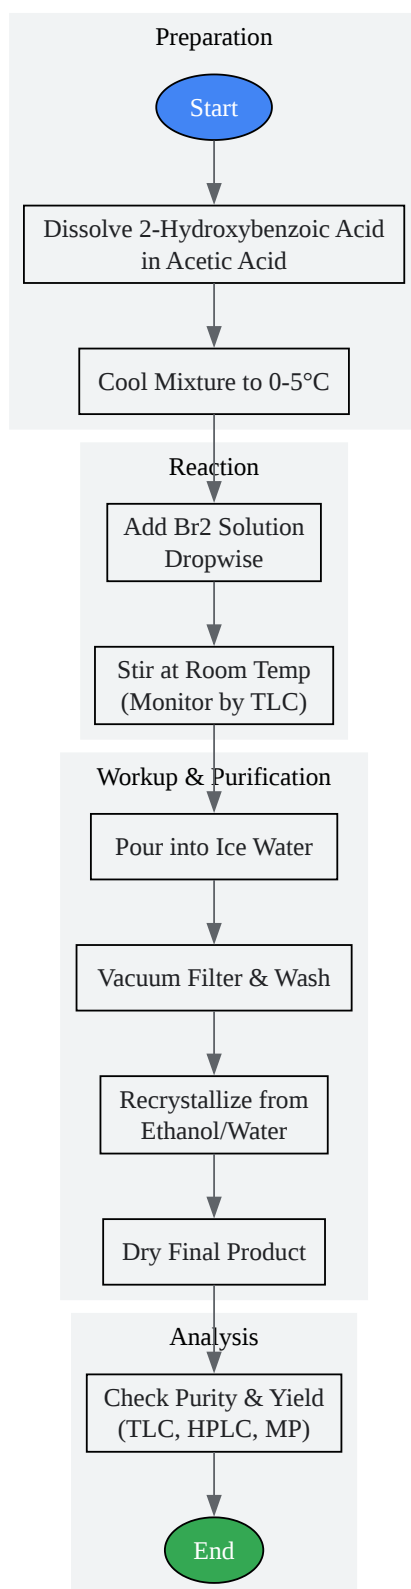 Preparation
Start
Dissolve 2-Hydroxybenzoic Acid
in Acetic Acid
Cool Mixture to 0-5°C
Reaction
Add Br2 Solution
Dropwise
Stir at Room Temp
(Monitor by TLC)
Workup & Purification
Pour into Ice Water
Vacuum Filter & Wash
Recrystallize from
Ethanol/Water
Dry Final Product
Analysis
Check Purity & Yield
(TLC, HPLC, MP)
End